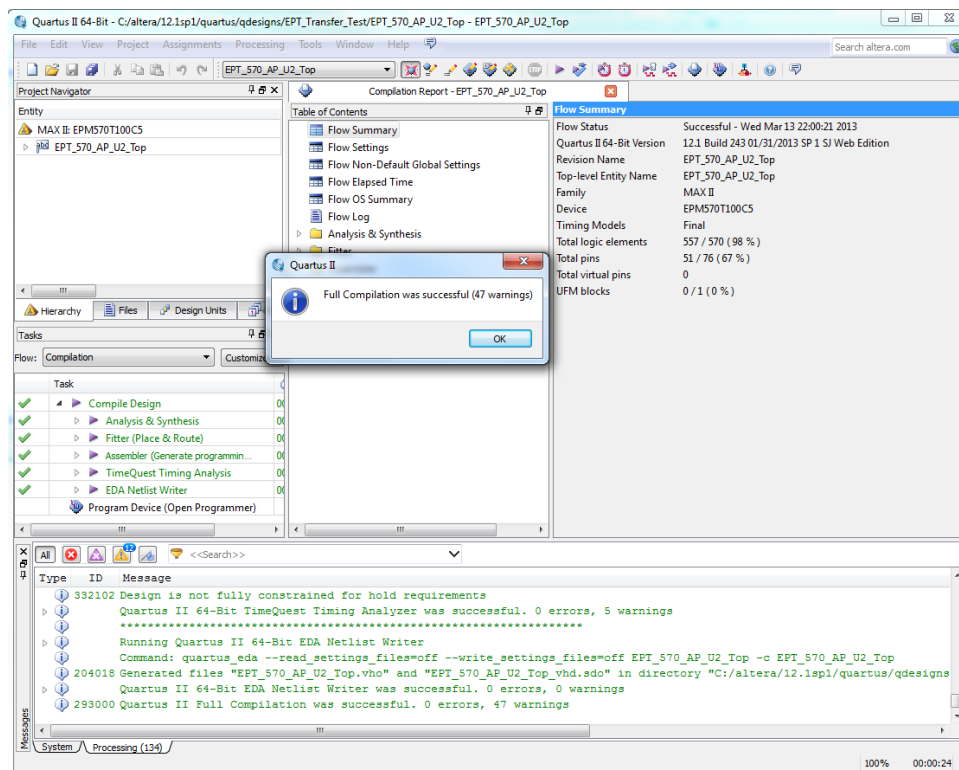 Quartus II 64-Bit - C:/altera/12.1sp1/quartus/qdesigns/EPT_Transfer_Test/EPT_570_AP_U2_Top - EPT_570_AP_U2_Top
File Edit View Project Assignments Processing Tools Window Help
Search altera.com
EPT_570_AP_U2_Top
Project Navigator
Entity
MAX II: EPM570T100C5
EPT_570_AP_U2_Top
Hierarchy Files Design Units
Tasks
Flow: Compilation Customize
Task
Compile Design 00
Analysis & Synthesis 00
Fitter (Place & Route) 00
Assembler (Generate programmin... 00
TimeQuest Timing Analysis 00
EDA Netlist Writer 00
Program Device (Open Programmer)
Compilation Report - EPT_570_AP_U2_Top
Table of Contents
Flow Summary
Flow Settings
Flow Non-Default Global Settings
Flow Elapsed Time
Flow OS Summary
Flow Log
Analysis & Synthesis
Fitter
Flow Summary
Flow Status Successful - Wed Mar 13 22:00:21 2013
Quartus II 64-Bit Version 12.1 Build 243 01/31/2013 SP 1 SJ Web Edition
Revision Name EPT_570_AP_U2_Top
Top-level Entity Name EPT_570_AP_U2_Top
Family MAX II
Device EPM570T100C5
Timing Models Final
Total logic elements 557 / 570 ( 98 % )
Total pins 51 / 76 ( 67 % )
Total virtual pins 0
UFM blocks 0 / 1 ( 0 % )
Quartus II
Full Compilation was successful (47 warnings)
OK
All 12 <<Search>>
Type ID Message
332102 Design is not fully constrained for hold requirements
Quartus II 64-Bit TimeQuest Timing Analyzer was successful. 0 errors, 5 warnings
*******************************************************************
Running Quartus II 64-Bit EDA Netlist Writer
Command: quartus_eda --read_settings_files=off --write_settings_files=off EPT_570_AP_U2_Top -c EPT_570_AP_U2_Top
204018 Generated files "EPT_570_AP_U2_Top.vho" and "EPT_570_AP_U2_Top_vhd.sdo" in directory "C:/altera/12.1sp1/quartus/qdesigns
Quartus II 64-Bit EDA Netlist Writer was successful. 0 errors, 0 warnings
293000 Quartus II Full Compilation was successful. 0 errors, 47 warnings
Messages
System Processing (134)
100% 00:00:24